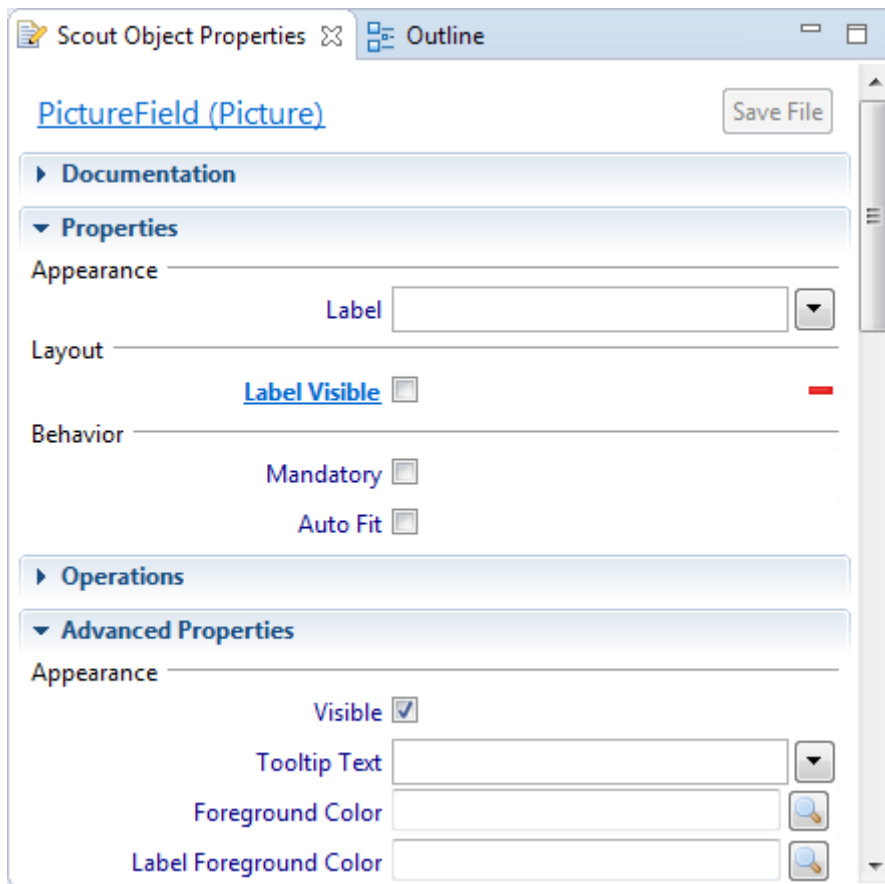 Scout Object Properties Outline
PictureField (Picture) Save File
Documentation
Properties
Appearance
Label
Layout
Label Visible
Behavior
Mandatory
Auto Fit
Operations
Advanced Properties
Appearance
Visible
Tooltip Text
Foreground Color
Label Foreground Color